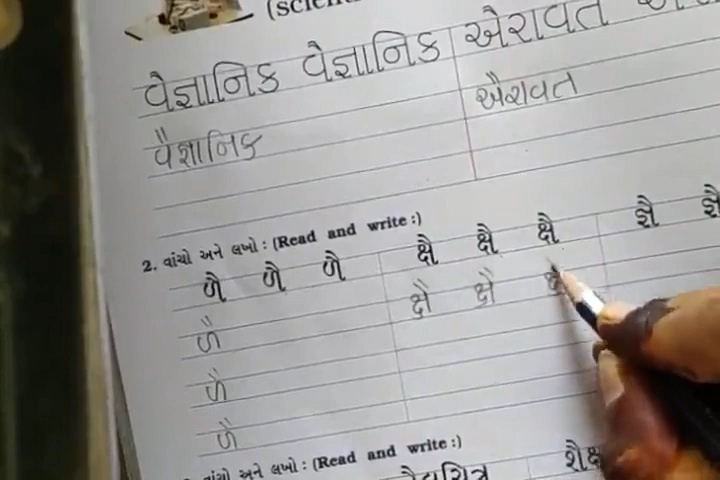 વૈજ્ઞાનિક વૈજ્ઞાનિક ઐરાવત
વૈજ્ઞાનિક ઐરાવત
2. વાંચો અને લખો : (Read and write :)
ળૈ ળૈ ળૈ ક્ષૈ ક્ષૈ ક્ષૈ જ્ઞૈ જ્ઞૈ
ળૈ ક્ષૈ ક્ષૈ
ળૈ
ળૈ
વાંચો અને લખો : (Read and write :)